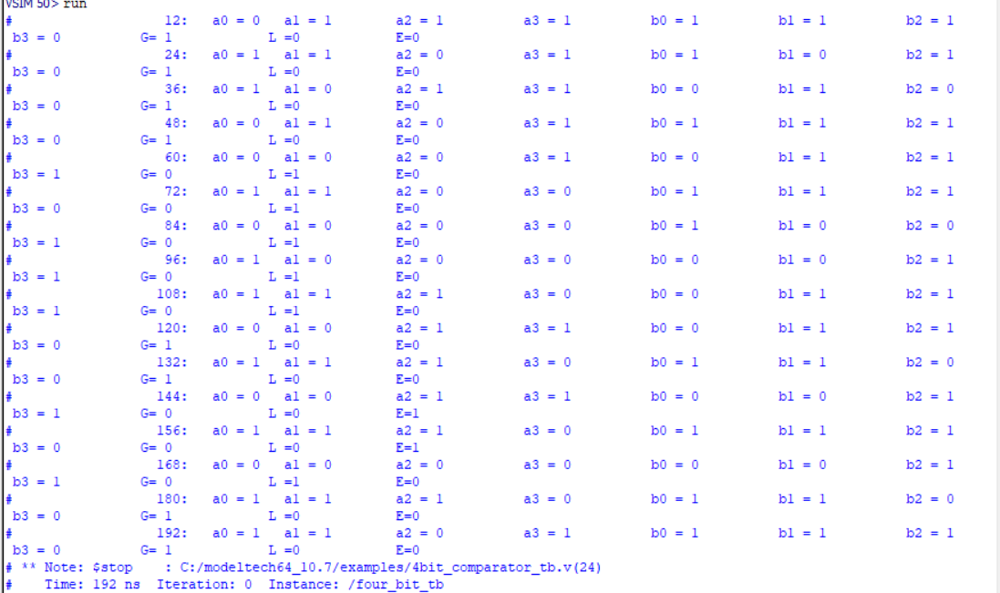 VSIM 50> run
# 12: a0 = 0 a1 = 1 a2 = 1 a3 = 1 b0 = 1 b1 = 1 b2 = 1
b3 = 0 G= 1 L =0 E=0
# 24: a0 = 1 a1 = 1 a2 = 0 a3 = 1 b0 = 1 b1 = 0 b2 = 1
b3 = 0 G= 1 L =0 E=0
# 36: a0 = 1 a1 = 0 a2 = 1 a3 = 1 b0 = 0 b1 = 1 b2 = 0
b3 = 0 G= 1 L =0 E=0
# 48: a0 = 0 a1 = 1 a2 = 0 a3 = 1 b0 = 1 b1 = 1 b2 = 1
b3 = 0 G= 1 L =0 E=0
# 60: a0 = 0 a1 = 0 a2 = 0 a3 = 1 b0 = 0 b1 = 1 b2 = 1
b3 = 1 G= 0 L =1 E=0
# 72: a0 = 1 a1 = 1 a2 = 0 a3 = 0 b0 = 1 b1 = 1 b2 = 1
b3 = 0 G= 0 L =1 E=0
# 84: a0 = 0 a1 = 0 a2 = 0 a3 = 0 b0 = 1 b1 = 0 b2 = 0
b3 = 1 G= 0 L =1 E=0
# 96: a0 = 1 a1 = 0 a2 = 0 a3 = 0 b0 = 0 b1 = 0 b2 = 1
b3 = 1 G= 0 L =1 E=0
# 108: a0 = 1 a1 = 1 a2 = 1 a3 = 0 b0 = 0 b1 = 1 b2 = 1
b3 = 1 G= 0 L =1 E=0
# 120: a0 = 0 a1 = 0 a2 = 1 a3 = 1 b0 = 0 b1 = 1 b2 = 1
b3 = 0 G= 1 L =0 E=0
# 132: a0 = 1 a1 = 1 a2 = 1 a3 = 0 b0 = 1 b1 = 1 b2 = 0
b3 = 0 G= 1 L =0 E=0
# 144: a0 = 0 a1 = 0 a2 = 1 a3 = 1 b0 = 0 b1 = 0 b2 = 1
b3 = 1 G= 0 L =0 E=1
# 156: a0 = 1 a1 = 1 a2 = 1 a3 = 0 b0 = 1 b1 = 1 b2 = 1
b3 = 0 G= 0 L =0 E=1
# 168: a0 = 0 a1 = 0 a2 = 0 a3 = 0 b0 = 0 b1 = 0 b2 = 1
b3 = 1 G= 0 L =1 E=0
# 180: a0 = 1 a1 = 1 a2 = 1 a3 = 0 b0 = 1 b1 = 1 b2 = 0
b3 = 0 G= 1 L =0 E=0
# 192: a0 = 1 a1 = 1 a2 = 0 a3 = 1 b0 = 1 b1 = 1 b2 = 1
b3 = 0 G= 1 L =0 E=0
# ** Note: $stop : C:/modeltech64_10.7/examples/4bit_comparator_tb.v(24)
# Time: 192 ns Iteration: 0 Instance: /four_bit_tb